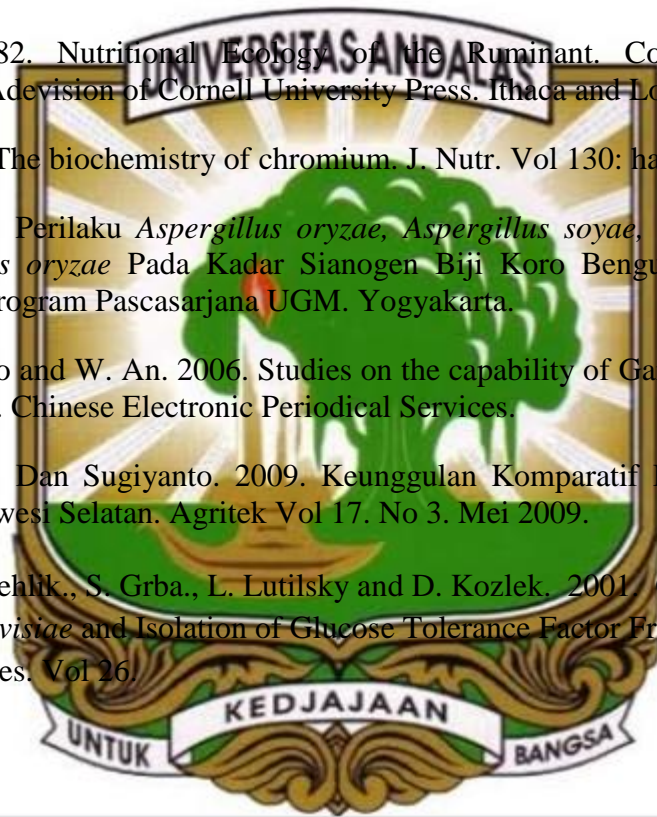 UNIVERSITAS ANDALAS
82. Nutritional Ecology of the Ruminant. Co
Adevision of Cornell University Press. Ithaca and Lo
The biochemistry of chromium. J. Nutr. Vol 130: ha
Perilaku Aspergillus oryzae, Aspergillus soyae,
s oryzae Pada Kadar Sianogen Biji Koro Bengu
rogram Pascasarjana UGM. Yogyakarta.
o and W. An. 2006. Studies on the capability of Ga
. Chinese Electronic Periodical Services.
Dan Sugiyanto. 2009. Keunggulan Komparatif
wesi Selatan. Agritek Vol 17. No 3. Mei 2009.
ehlik., S. Grba., L. Lutilsky and D. Kozlek. 2001.
visiae and Isolation of Glucose Tolerance Factor Fr
es. Vol 26.
UNTUK KEDJAJAAN BANGSA